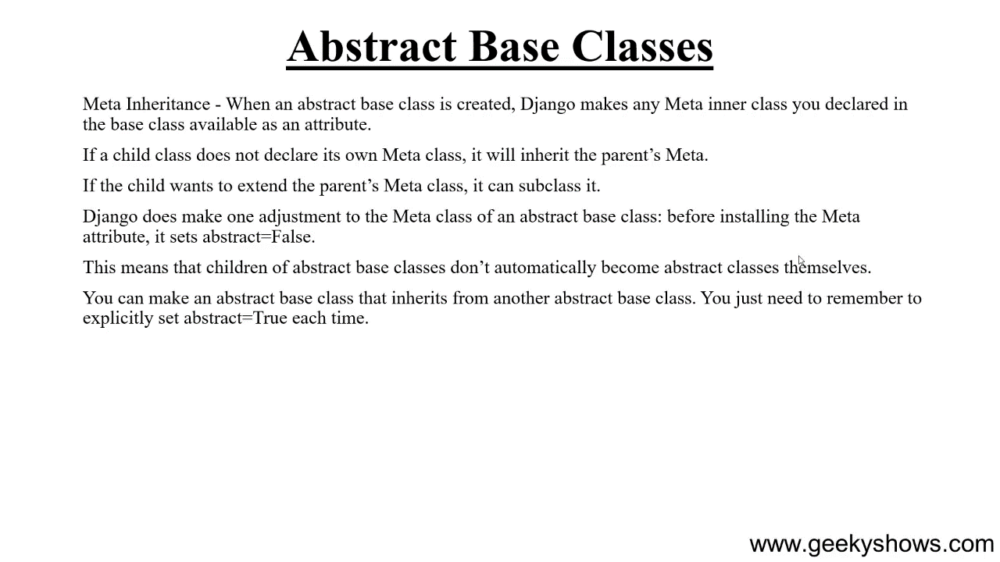 Abstract Base Classes
Meta Inheritance - When an abstract base class is created, Django makes any Meta inner class you declared in
the base class available as an attribute.
If a child class does not declare its own Meta class, it will inherit the parent’s Meta.
If the child wants to extend the parent’s Meta class, it can subclass it.
Django does make one adjustment to the Meta class of an abstract base class: before installing the Meta
attribute, it sets abstract=False.
This means that children of abstract base classes don’t automatically become abstract classes themselves.
You can make an abstract base class that inherits from another abstract base class. You just need to remember to
explicitly set abstract=True each time.
www.geekyshows.com